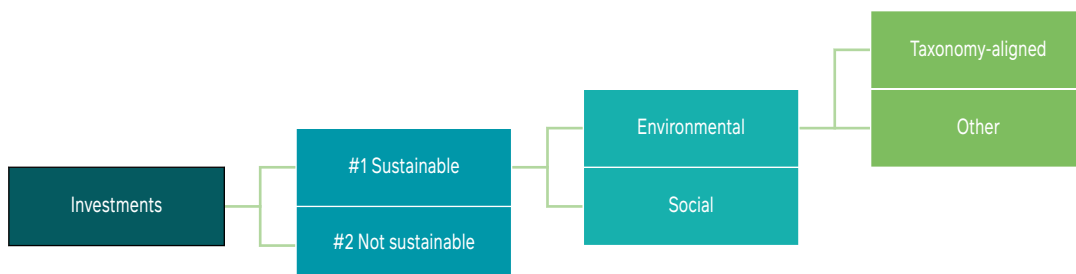 Investments
#1 Sustainable
#2 Not sustainable
Environmental
Social
Taxonomy-aligned
Other